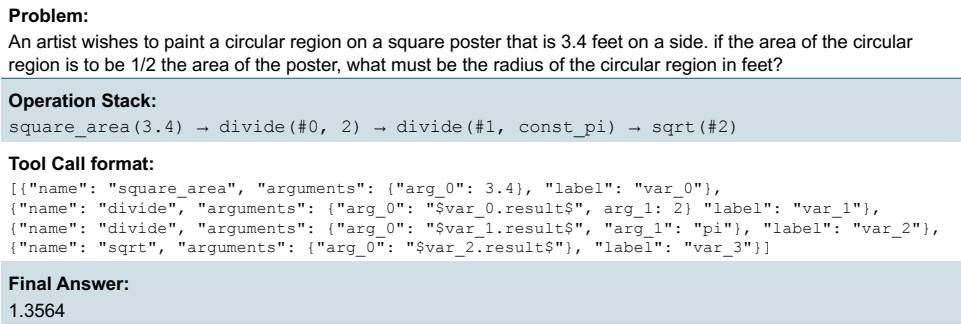 Problem:
An artist wishes to paint a circular region on a square poster that is 3.4 feet on a side. if the area of the circular
region is to be 1/2 the area of the poster, what must be the radius of the circular region in feet?
Operation Stack:
square_area(3.4) → divide(#0, 2) → divide(#1, const_pi) → sqrt(#2)
Tool Call format:
[{"name": "square_area", "arguments": {"arg_0": 3.4}, "label": "var_0"},
{"name": "divide", "arguments": {"arg_0": "$var_0.result$", arg_1: 2} "label": "var_1"},
{"name": "divide", "arguments": {"arg_0": "$var_1.result$", "arg_1": "pi"}, "label": "var_2"},
{"name": "sqrt", "arguments": {"arg_0": "$var_2.result$"}, "label": "var_3"}]
Final Answer:
1.3564